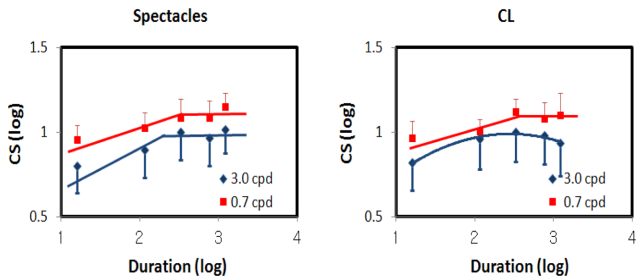 Spectacles
CS (log)
1.5
1
0.5
1
2
3
4
3.0 cpd
0.7 cpd
Duration (log)
CL
CS (log)
1.5
1
0.5
1
2
3
4
3.0 cpd
0.7 cpd
Duration (log)